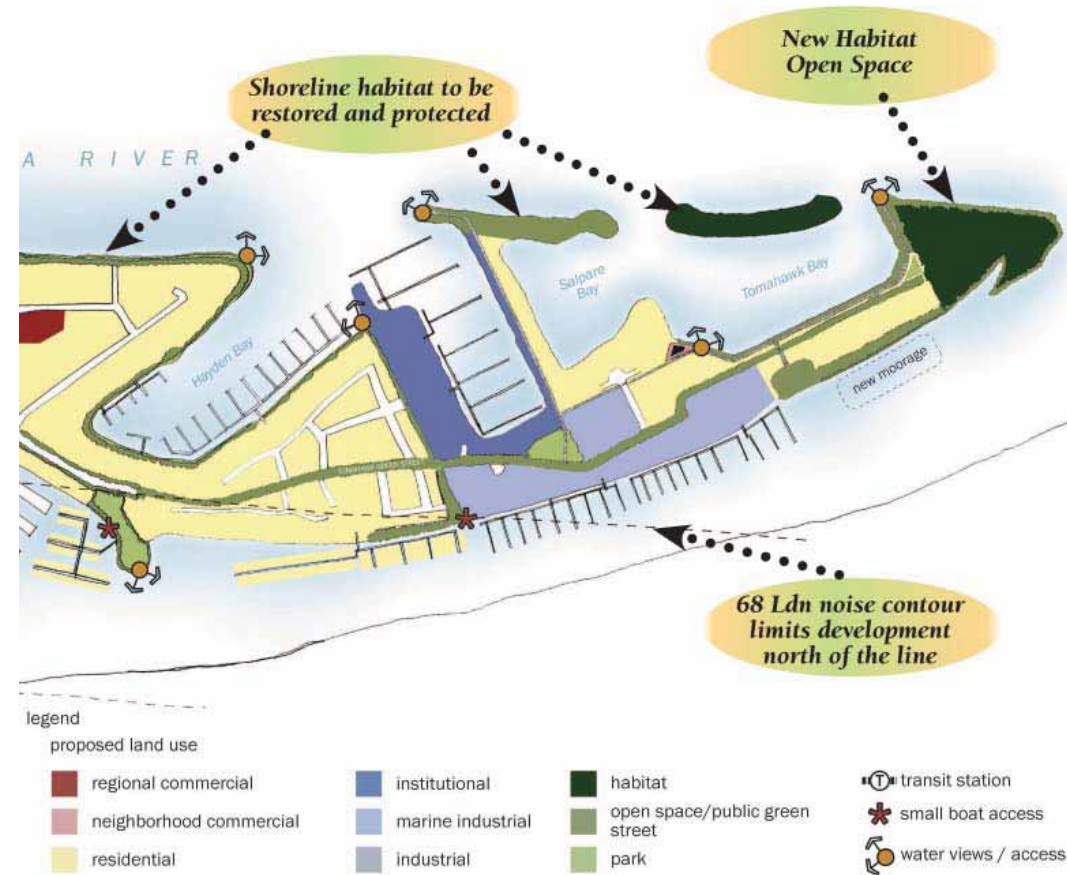 New Habitat
Open Space
Shoreline habitat to be
restored and protected
A RIVER
Salpare
Bay
Tomahawk Bay
Hayden Bay
new moorage
68 Ldn noise contour
limits development
north of the line
legend
proposed land use
regional commercial
neighborhood commercial
residential
institutional
marine industrial
industrial
habitat
open space/public green
street
park
T
transit station
small boat access
water views / access